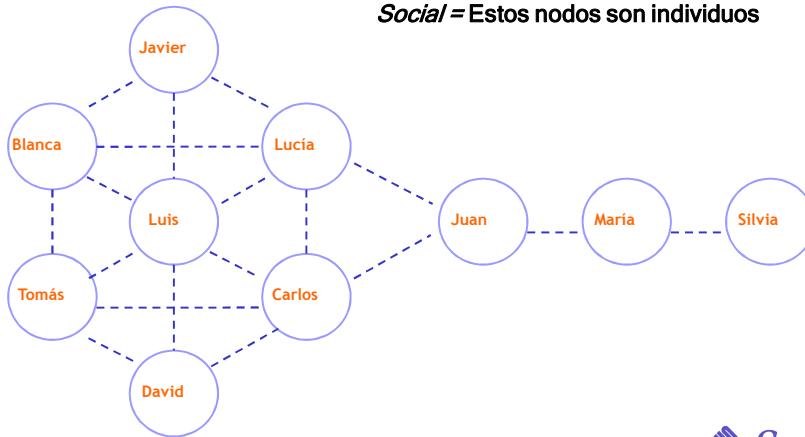 Social = Estos nodos son individuos
Javier
Blanca
Lucía
Luis
Juan
María
Silvia
Tomás
Carlos
David